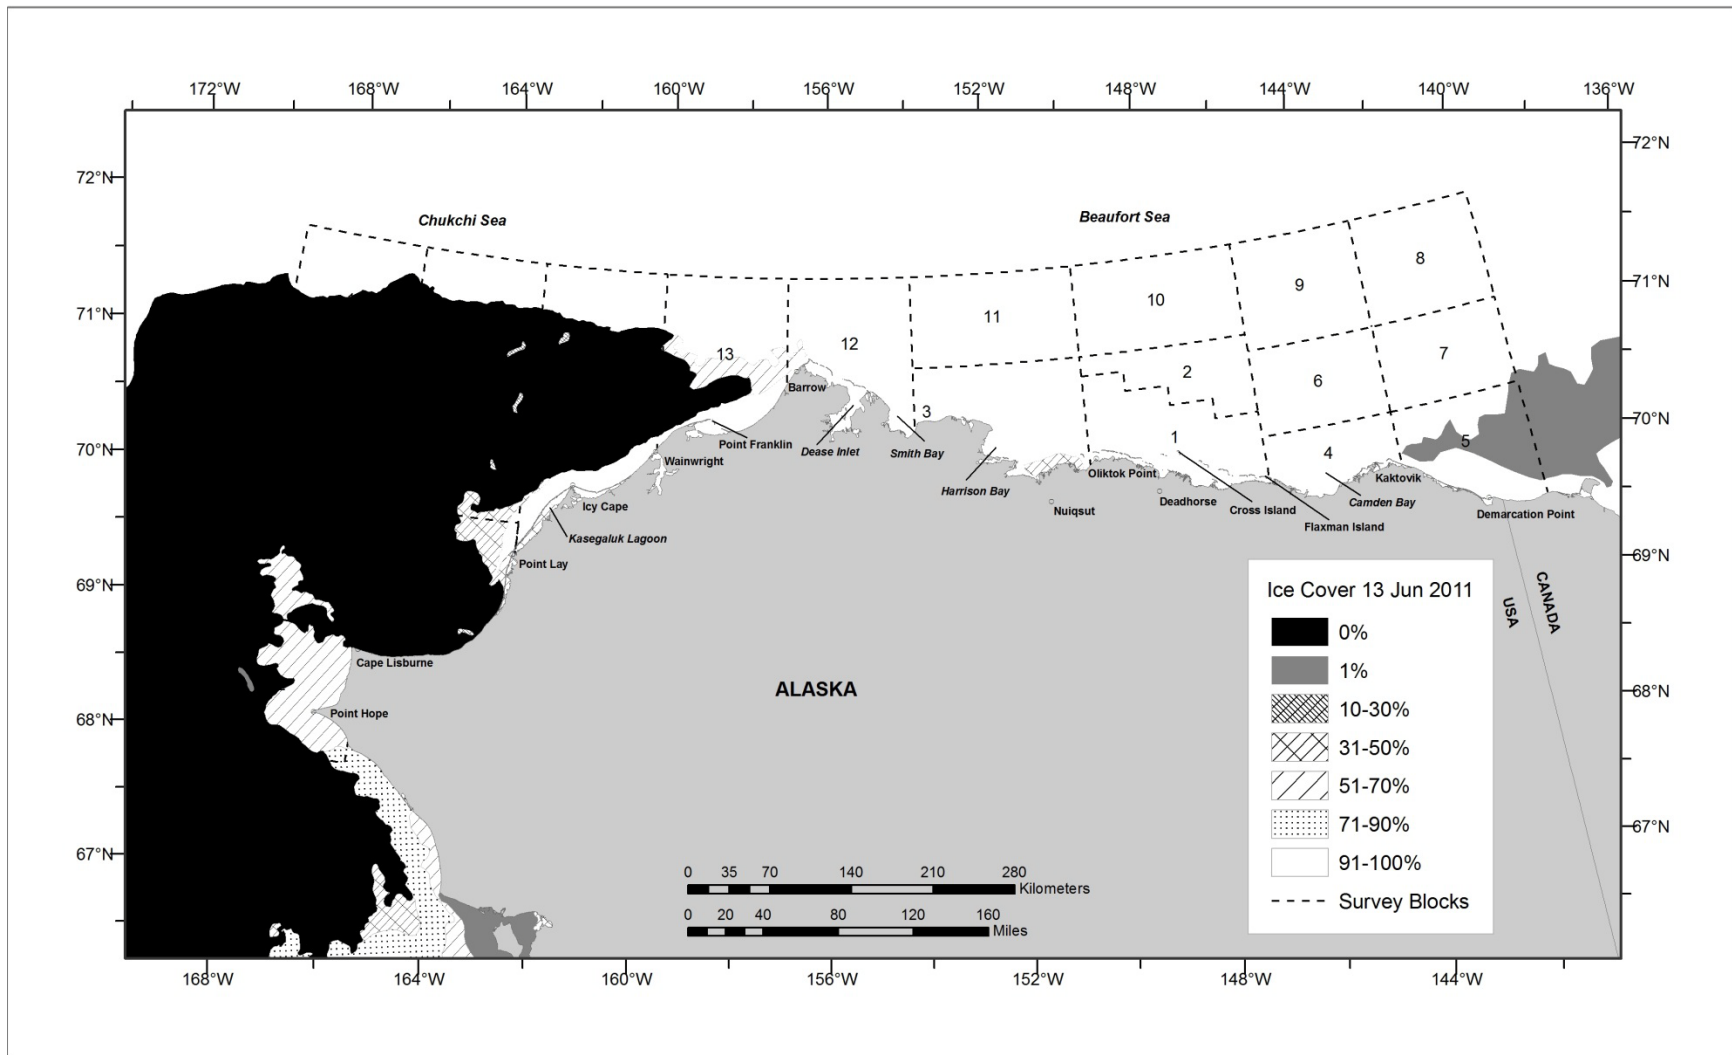 172°W 168°W 164°W 160°W 156°W 152°W 148°W 144°W 140°W 136°W
72°N
72°N
Chukchi Sea
Beaufort Sea
8
71°N
9
10
71°N
11
12
13
7
2
6
Barrow
70°N
3
Point Franklin
1
5
70°N
Dease Inlet
Smith Bay
4
Wainwright
Oliktok Point
Kaktovik
Harrison Bay
Icy Cape
Nuiqsut
Deadhorse
Cross Island
Camden Bay
Demarcation Point
Flaxman Island
Kasegaluk Lagoon
69°N
Point Lay
69°N
Ice Cover 13 Jun 2011
0%
1%
10-30%
31-50%
51-70%
71-90%
91-100%
Survey Blocks
USA
CANADA
Cape Lisburne
ALASKA
68°N
Point Hope
68°N
67°N
67°N
0 35 70 140 210 280
Kilometers
0 20 40 80 120 160
Miles
168°W 164°W 160°W 156°W 152°W 148°W 144°W